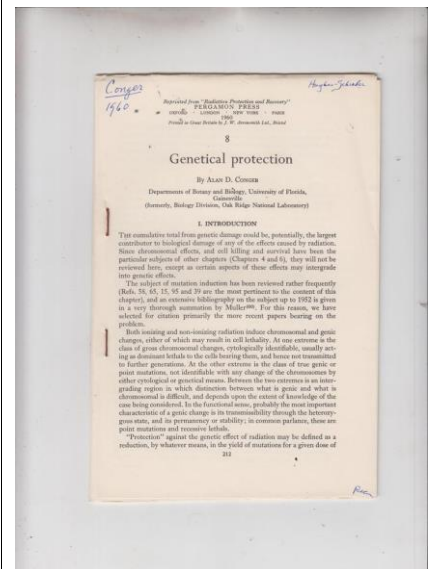 Conger
1960
Reprinted from "Radiation Protection and Recovery"
PERGAMON PRESS
OXFORD · LONDON · NEW YORK · PARIS
1960
Printed in Great Britain by J. W. Arrowsmith Ltd., Bristol
8
Genetical protection
By Alan D. Conger
Departments of Botany and Biology, University of Florida,
Gainesville
(formerly, Biology Division, Oak Ridge National Laboratory)
I. INTRODUCTION
The cumulative total from genetic damage could be, potentially, the largest
contributor to biological damage of any of the effects caused by radiation.
Since chromosomal effects, and cell killing and survival have been the
particular subjects of other chapters (Chapters 4 and 6), they will not be
reviewed here, except as certain aspects of these effects may intergrade
into genetic effects.
The subject of mutation induction has been reviewed rather frequently
(Refs. 58, 65, 15, 95 and 39 are the most pertinent to the content of this
chapter), and an extensive bibliography on the subject up to 1952 is given
in a very thorough summation by Muller. For this reason, we have
selected for citation primarily the more recent papers bearing on the
problem.
Both ionizing and non-ionizing radiation induce chromosomal and genic
changes, either of which may result in cell lethality. At one extreme is the
class of gross chromosomal changes, cytologically identifiable, usually act-
ing as dominant lethals to the cells bearing them, and hence not transmitted
to further generations. At the other extreme is the class of true genic or
point mutations, not identifiable with any change of the chromosomes by
either cytological or genetical means. Between the two extremes is an inter-
grading region in which distinction between what is genic and what is
chromosomal is difficult, and depends upon the extent of knowledge of the
case being considered. In the functional sense, probably the most important
characteristic of a genic change is its transmissibility through the heterozy-
gous state, and its permanency or stability; in common parlance, these are
point mutations and recessive lethals.
"Protection" against the genetic effect of radiation may be defined as a
reduction, by whatever means, in the yield of mutations for a given dose of